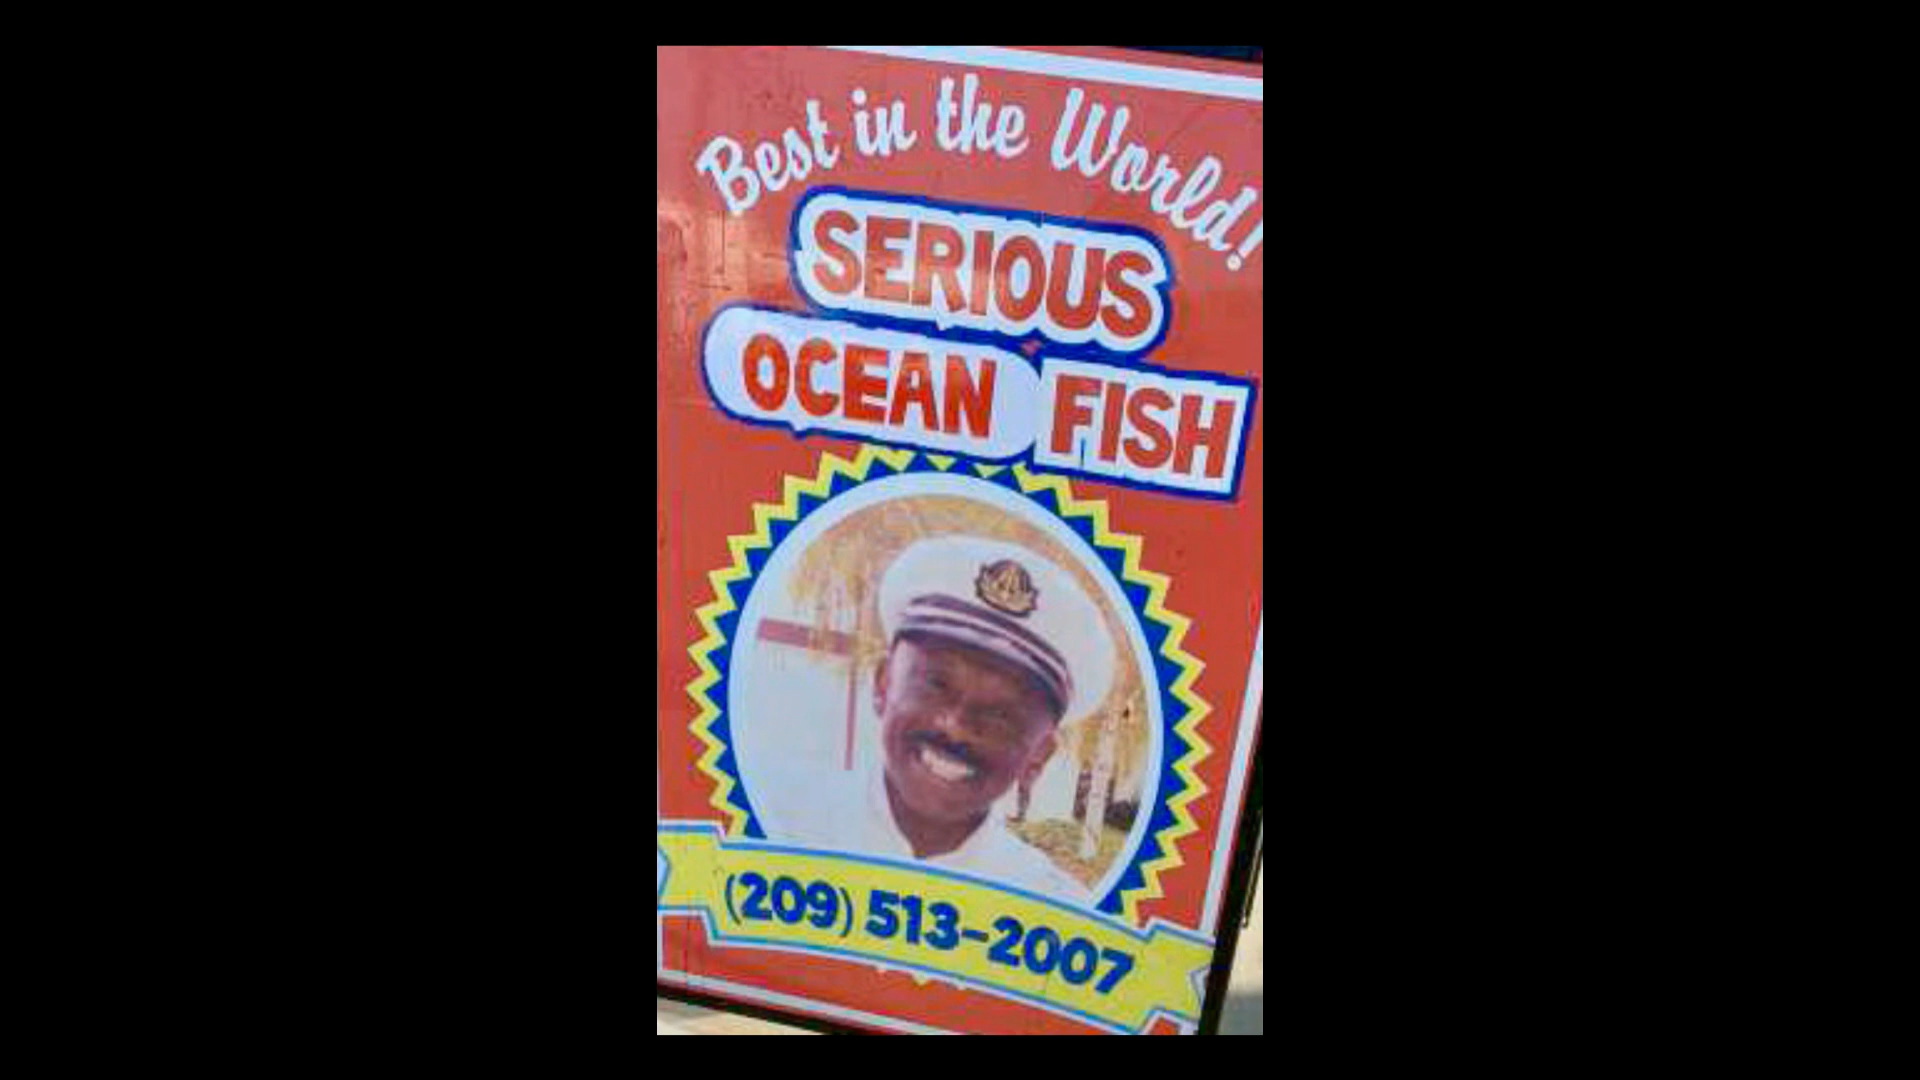 Best in the World!
SERIOUS
OCEAN FISH
(209) 513-2007